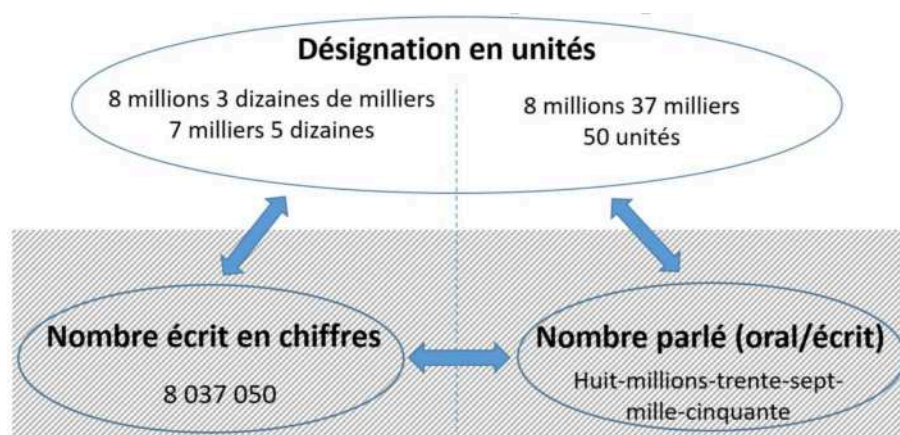 Désignation en unités
8 millions 3 dizaines de milliers
7 milliers 5 dizaines
8 millions 37 milliers
50 unités
Nombre écrit en chiffres
8 037 050
Nombre parlé (oral/écrit)
Huit-millions-trente-sept-
mille-cinquante